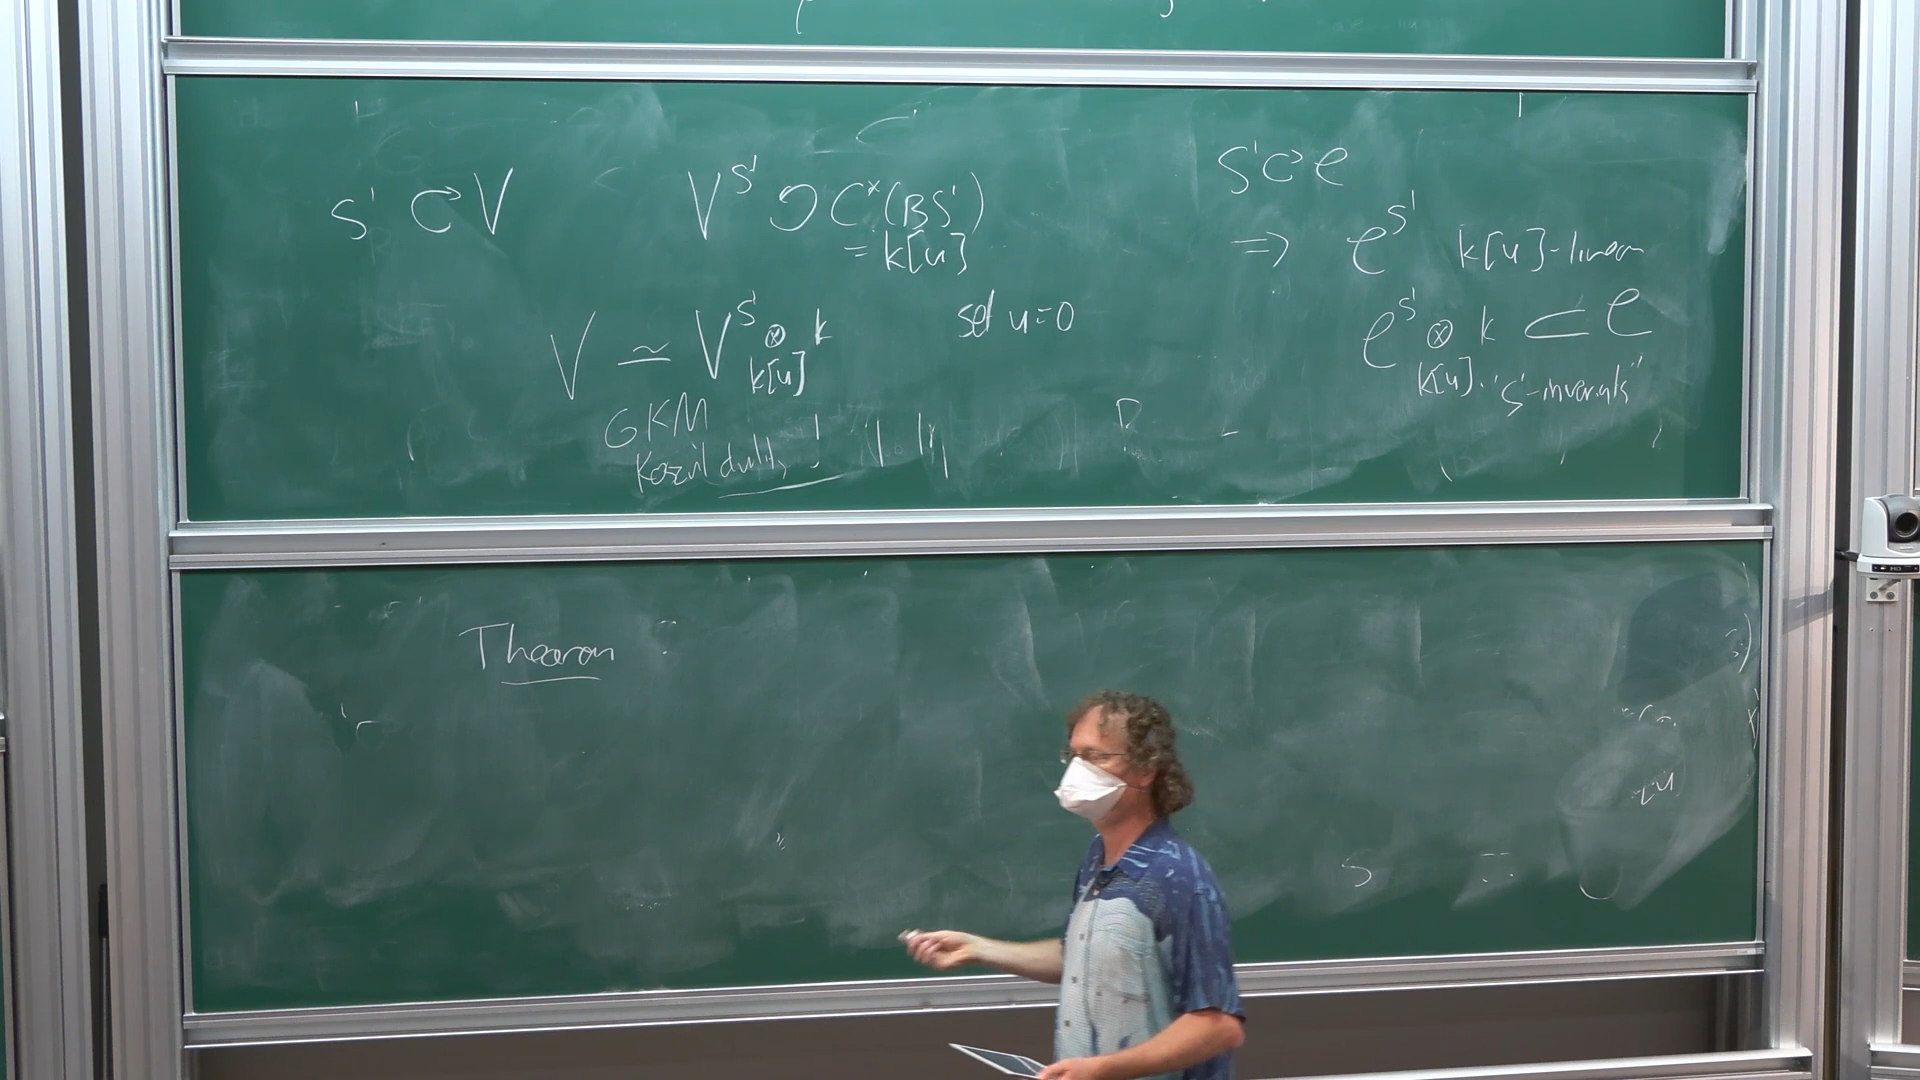 S¹ ⊂ V
V^{S¹} ⊃ C^x(BS¹)
= k[u]
V ≃ V^{S¹} ⊗_{k[u]} k
set u=0
GKM
Koszul duality!
S¹ ⊂ C
⇒ C^{S¹} k[u]-linear
C^{S¹} ⊗_{k[u]} k ⊂ C
"S¹-invariants"
Theorem